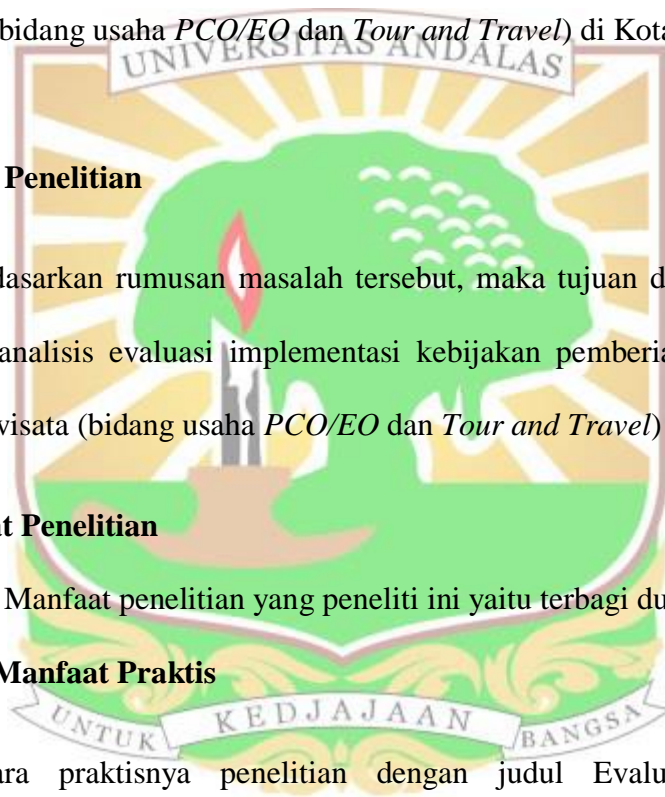 bidang usaha PCO/EO dan Tour and Travel) di Kota
UNIVERSITAS ANDALAS
Penelitian
dasarkan rumusan masalah tersebut, maka tujuan d
analisis evaluasi implementasi kebijakan pemberia
wisata (bidang usaha PCO/EO dan Tour and Travel)
at Penelitian
Manfaat penelitian yang peneliti ini yaitu terbagi du
Manfaat Praktis
UNTUK KEDJAJAAN BANGSA
ara praktisnya penelitian dengan judul Evalu